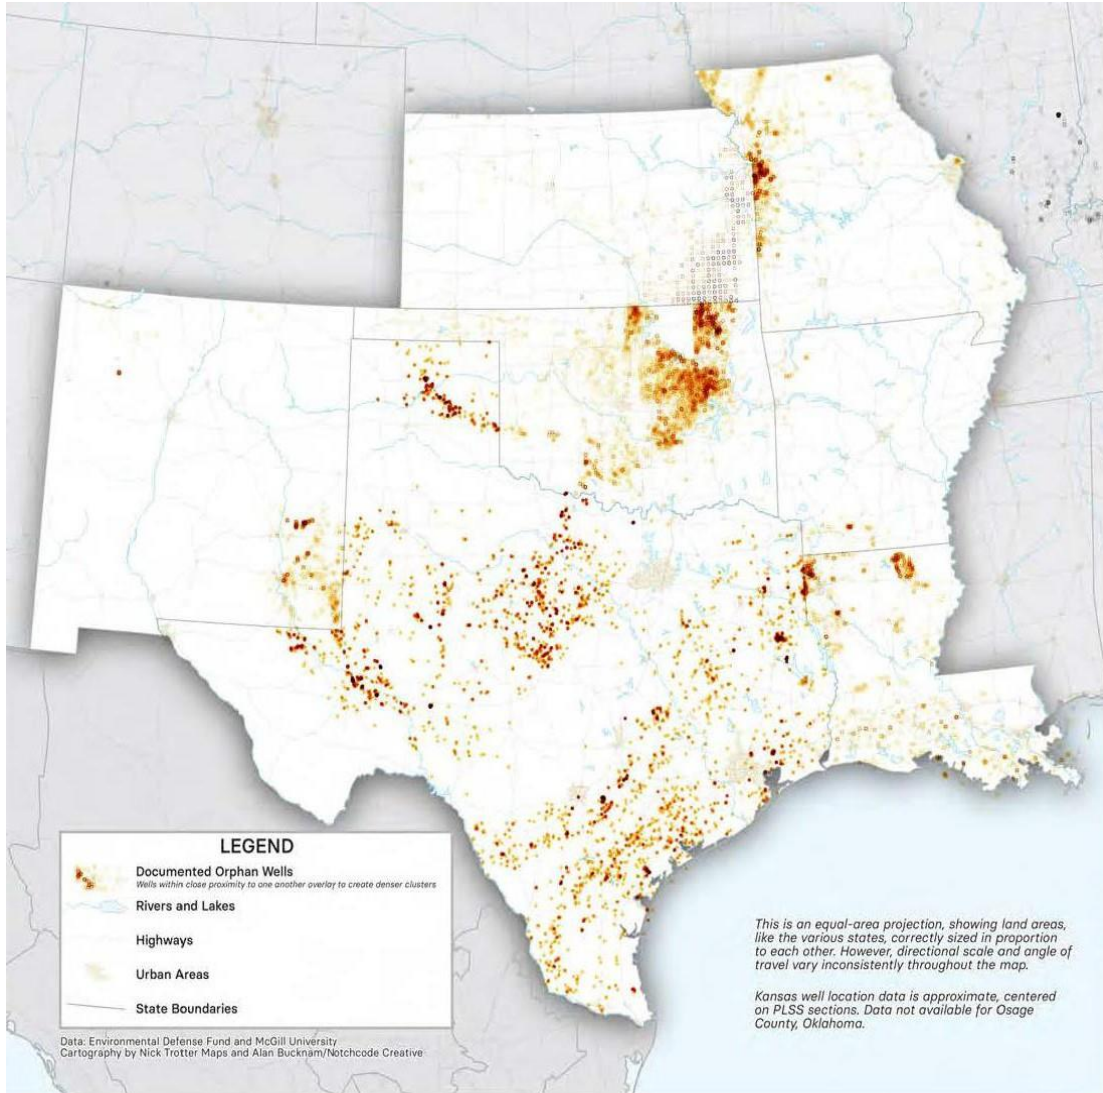 LEGEND
Documented Orphan Wells
Wells within close proximity to one another overlay to create denser clusters
Rivers and Lakes
Highways
Urban Areas
State Boundaries
Data: Environmental Defense Fund and McGill University
Cartography by Nick Trotter Maps and Alan Bucknam/Notchcode Creative
This is an equal-area projection, showing land areas,
like the various states, correctly sized in proportion
to each other. However, directional scale and angle of
travel vary inconsistently throughout the map.
Kansas well location data is approximate, centered
on PLSS sections. Data not available for Osage
County, Oklahoma.